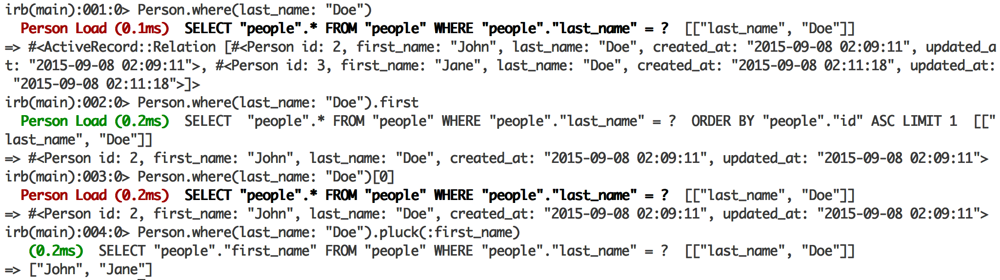 irb(main):001:0> Person.where(last_name: "Doe")
  Person Load (0.1ms)  SELECT "people".* FROM "people" WHERE "people"."last_name" = ?  [["last_name", "Doe"]]
=> #<ActiveRecord::Relation [#<Person id: 2, first_name: "John", last_name: "Doe", created_at: "2015-09-08 02:09:11", updated_a
t: "2015-09-08 02:09:11">, #<Person id: 3, first_name: "Jane", last_name: "Doe", created_at: "2015-09-08 02:11:18", updated_at:
 "2015-09-08 02:11:18">]>
irb(main):002:0> Person.where(last_name: "Doe").first
  Person Load (0.2ms)  SELECT  "people".* FROM "people" WHERE "people"."last_name" = ?  ORDER BY "people"."id" ASC LIMIT 1  [["
last_name", "Doe"]]
=> #<Person id: 2, first_name: "John", last_name: "Doe", created_at: "2015-09-08 02:09:11", updated_at: "2015-09-08 02:09:11">
irb(main):003:0> Person.where(last_name: "Doe")[0]
  Person Load (0.2ms)  SELECT "people".* FROM "people" WHERE "people"."last_name" = ?  [["last_name", "Doe"]]
=> #<Person id: 2, first_name: "John", last_name: "Doe", created_at: "2015-09-08 02:09:11", updated_at: "2015-09-08 02:09:11">
irb(main):004:0> Person.where(last_name: "Doe").pluck(:first_name)
   (0.2ms)  SELECT "people"."first_name" FROM "people" WHERE "people"."last_name" = ?  [["last_name", "Doe"]]
=> ["John", "Jane"]